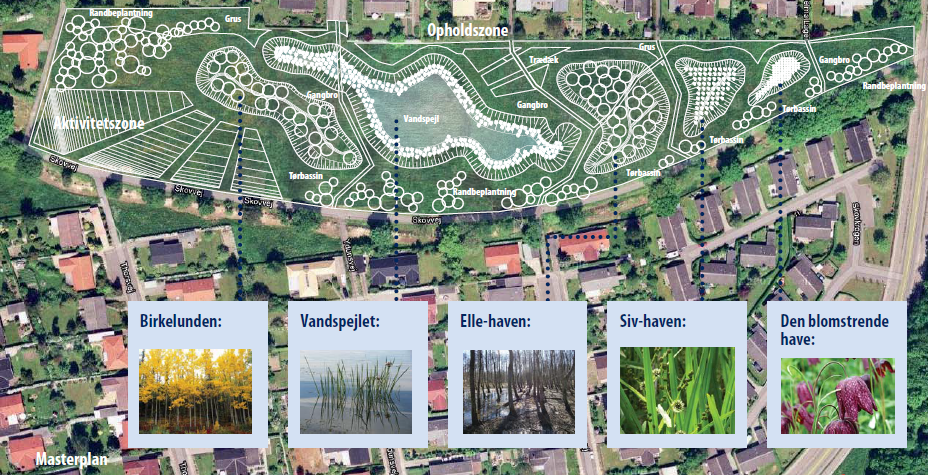 Randbeplantning
Grus
Opholdszone
Grus
Trædæk
Gangbro
Randbeplantning
Gangbro
Vandspejl
Gangbro
Tørbassin
Aktivitetszone
Tørbassin
Skovvej
Tørbassin
Tørbassin
Skovvej
Skovvej
Skovvej
Randbeplantning
Birkelunden:
Vandspejlet:
Elle-haven:
Siv-haven:
Den blomstrende
have:
Masterplan